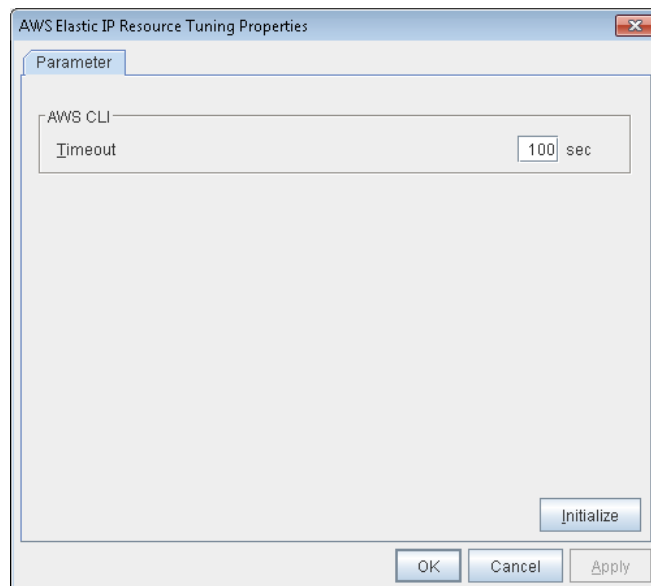 AWS Elastic IP Resource Tuning Properties
Parameter
AWS CLI
Timeout 100 sec
Initialize
OK Cancel Apply